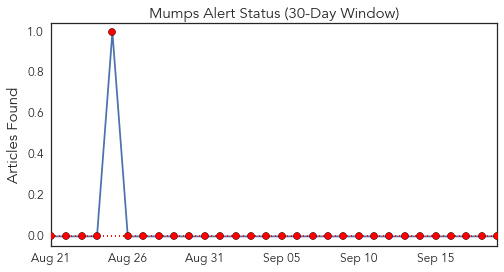 Mumps Alert Status (30-Day Window)
Articles Found
1.0
0.8
0.6
0.4
0.2
0.0
Aug 21 Aug 26 Aug 31 Sep 05 Sep 10 Sep 15